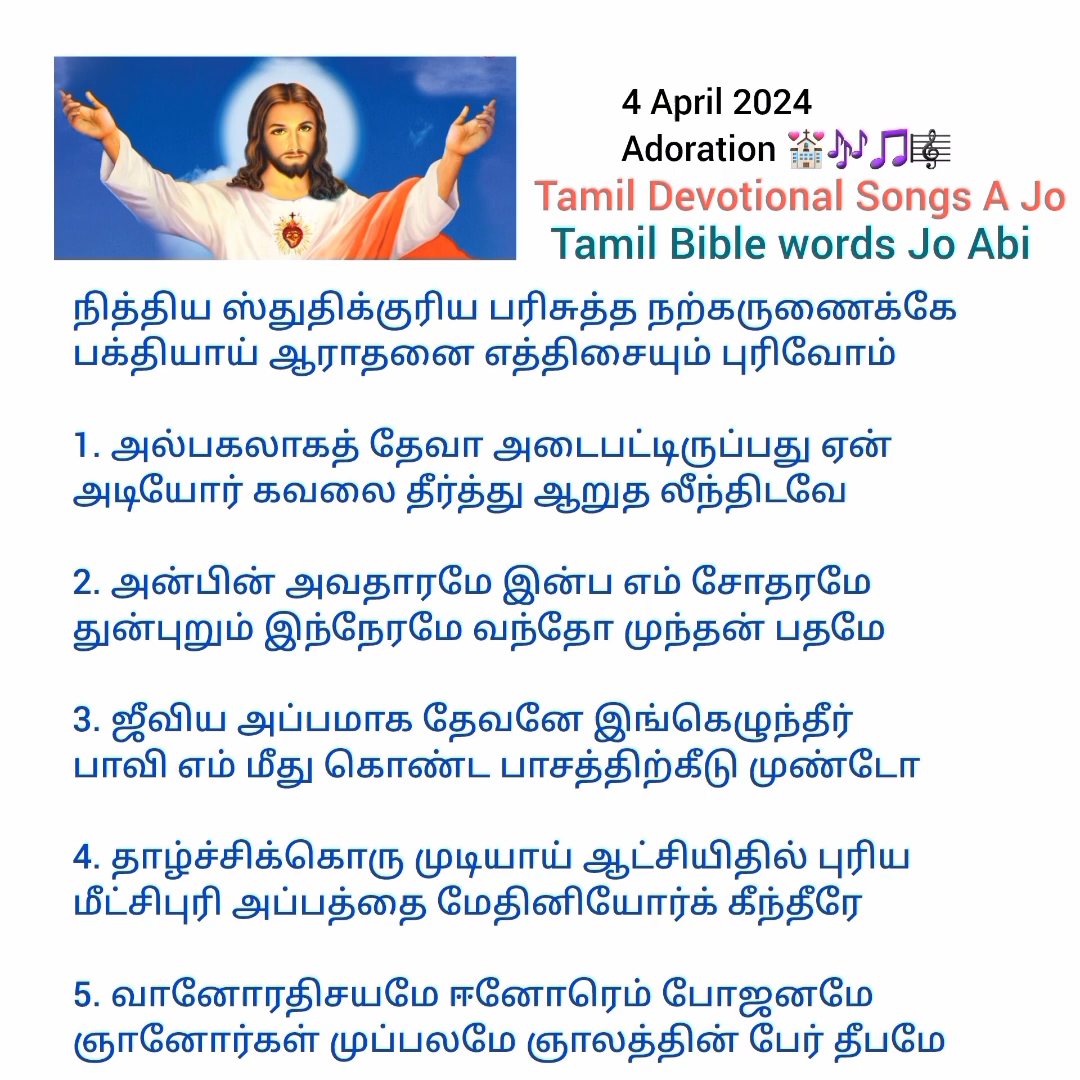 4 April 2024
Adoration 💒🎶🎵🎼
Tamil Devotional Songs A Jo
Tamil Bible words Jo Abi
நித்திய ஸ்துதிக்குரிய பரிசுத்த நற்கருணைக்கே
பக்தியாய் ஆராதனை எத்திசையும் புரிவோம்
1. அல்பகலாகத் தேவா அடைபட்டிருப்பது ஏன்
அடியோர் கவலை தீர்த்து ஆறுத லீந்திடவே
2. அன்பின் அவதாரமே இன்ப எம் சோதரமே
துன்புறும் இந்நேரமே வந்தோ முந்தன் பதமே
3. ஜீவிய அப்பமாக தேவனே இங்கெழுந்தீர்
பாவி எம் மீது கொண்ட பாசத்திற்கீடு முண்டோ
4. தாழ்ச்சிக்கொரு முடியாய் ஆட்சியிதில் புரிய
மீட்சிபுரி அப்பத்தை மேதினியோர்க் கீந்தீரே
5. வானோரதிசயமே ஈனோரெம் போஜனமே
ஞானோர்கள் முப்பலமே ஞாலத்தின் பேர் தீபமே